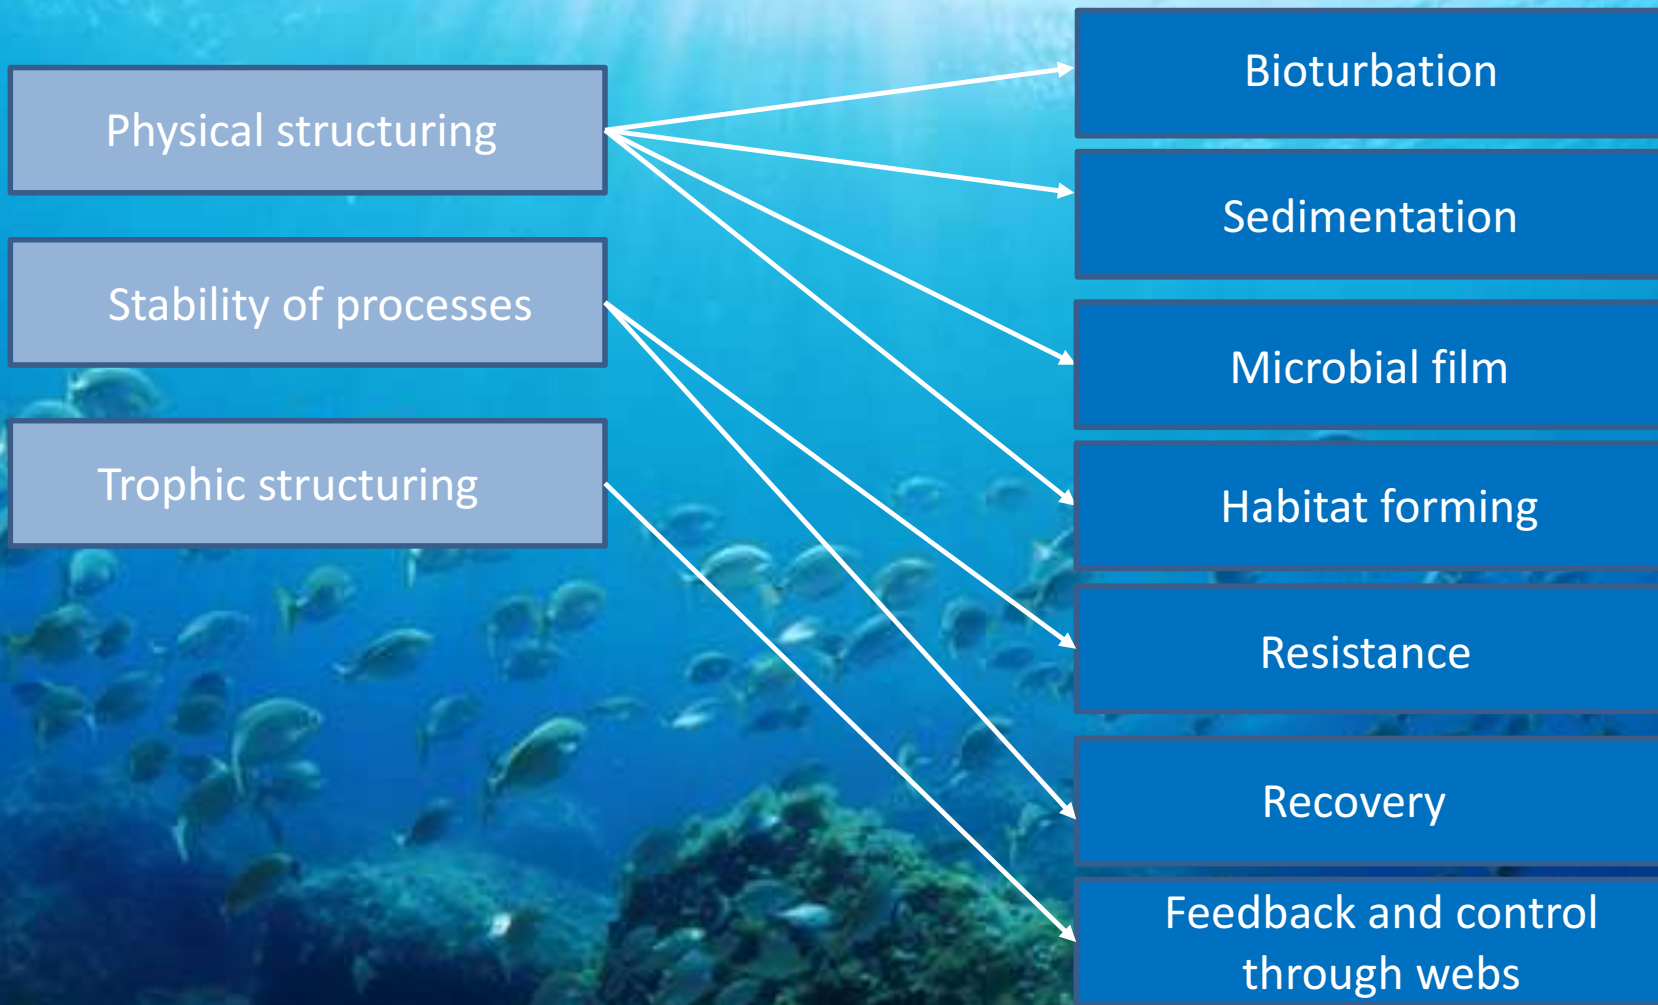 Physical structuring
Stability of processes
Trophic structuring
Bioturbation
Sedimentation
Microbial film
Habitat forming
Resistance
Recovery
Feedback and control
through webs